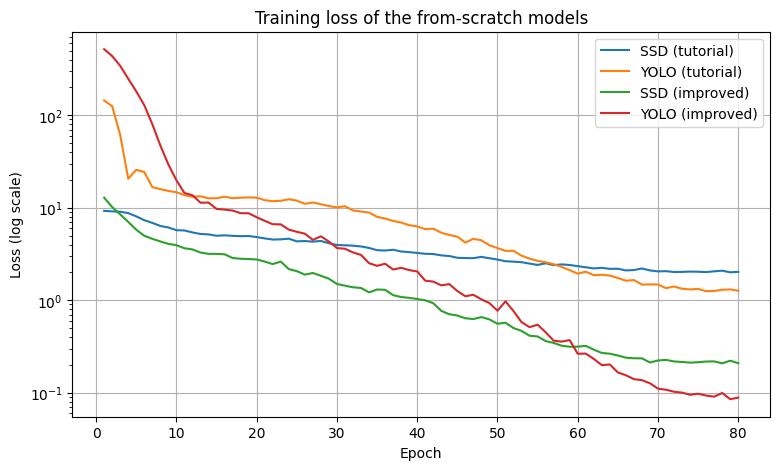 Training loss of the from-scratch models
SSD (tutorial)
YOLO (tutorial)
SSD (improved)
YOLO (improved)
Loss (log scale)
10²
10¹
10⁰
10⁻¹
0 10 20 30 40 50 60 70 80
Epoch